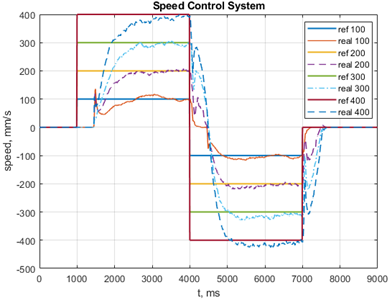 Speed Control System
speed, mm/s
400
300
200
100
0
-100
-200
-300
-400
-500
ref 100
real 100
ref 200
real 200
ref 300
real 300
ref 400
real 400
0 1000 2000 3000 4000 5000 6000 7000 8000 9000
t, ms